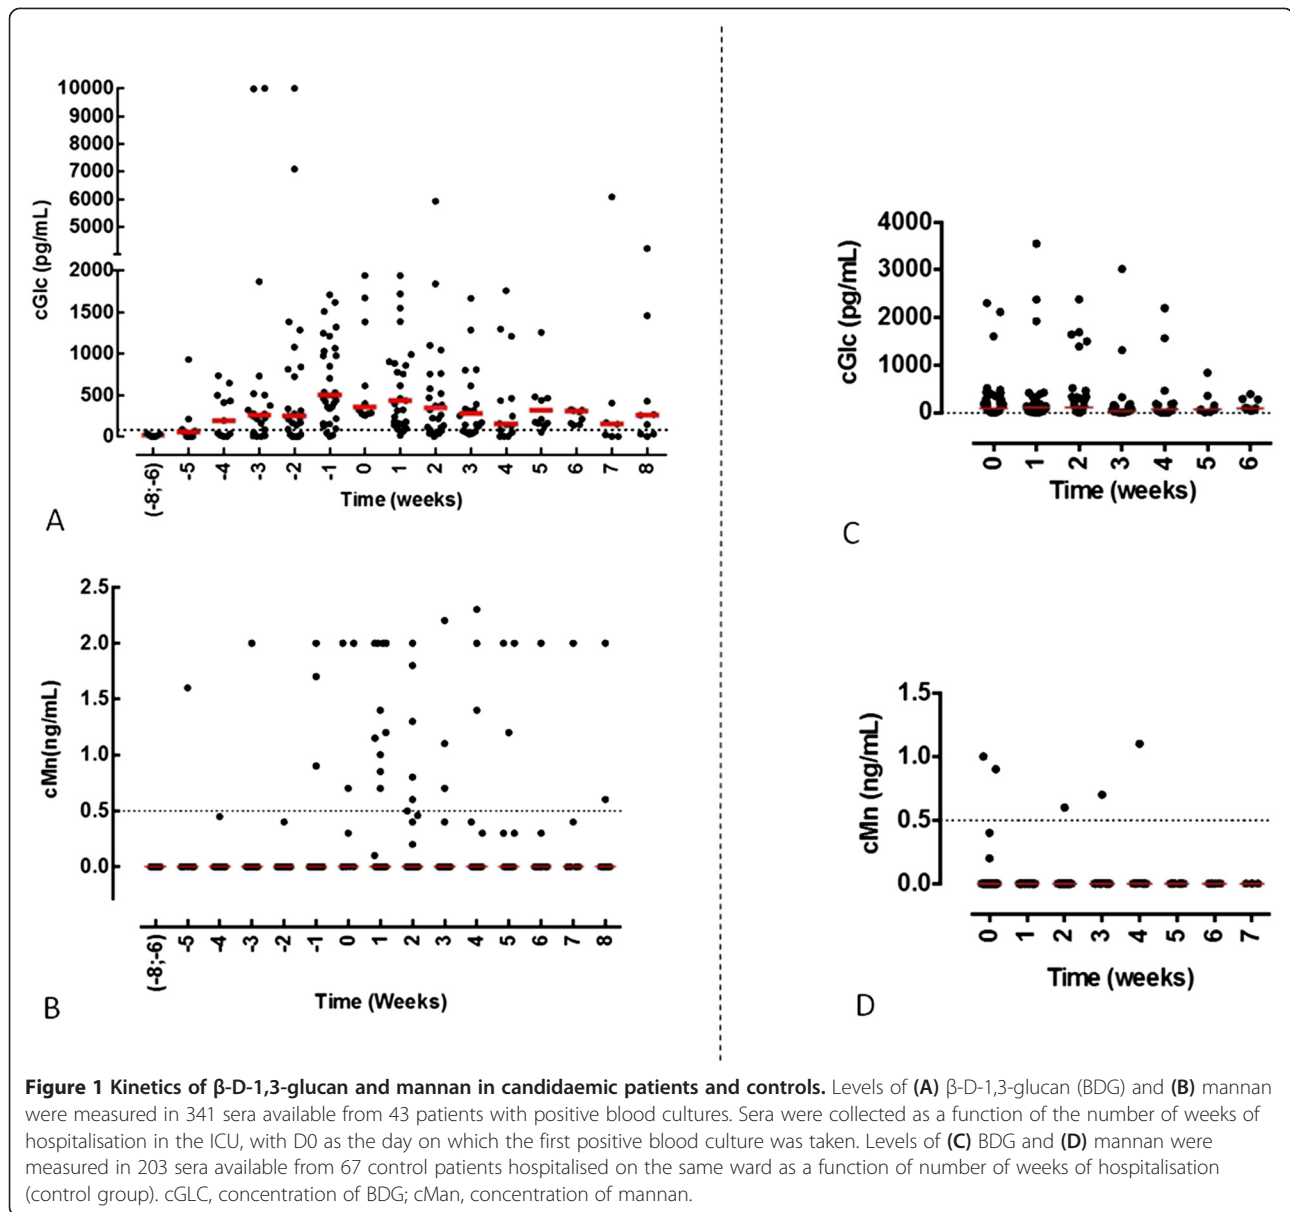 10000
9000
8000
7000
6000
5000
2000
1500
1000
500
0
cGlc (pg/mL)
(-8;-6) -5 -4 -3 -2 -1 0 1 2 3 4 5 6 7 8
Time (weeks)
A
4000
3000
2000
1000
0
cGlc (pg/mL)
0 1 2 3 4 5 6
Time (weeks)
C
2.5
2.0
1.5
1.0
0.5
0.0
cMn(ng/mL)
(-8;-6) -5 -4 -3 -2 -1 0 1 2 3 4 5 6 7 8
Time (Weeks)
B
1.5
1.0
0.5
0.0
cMn (ng/mL)
0 1 2 3 4 5 6 7
Time (weeks)
D
Figure 1 Kinetics of β-D-1,3-glucan and mannan in candidaemic patients and controls. Levels of (A) β-D-1,3-glucan (BDG) and (B) mannan
were measured in 341 sera available from 43 patients with positive blood cultures. Sera were collected as a function of the number of weeks of
hospitalisation in the ICU, with D0 as the day on which the first positive blood culture was taken. Levels of (C) BDG and (D) mannan were
measured in 203 sera available from 67 control patients hospitalised on the same ward as a function of number of weeks of hospitalisation
(control group). cGLC, concentration of BDG; cMan, concentration of mannan.